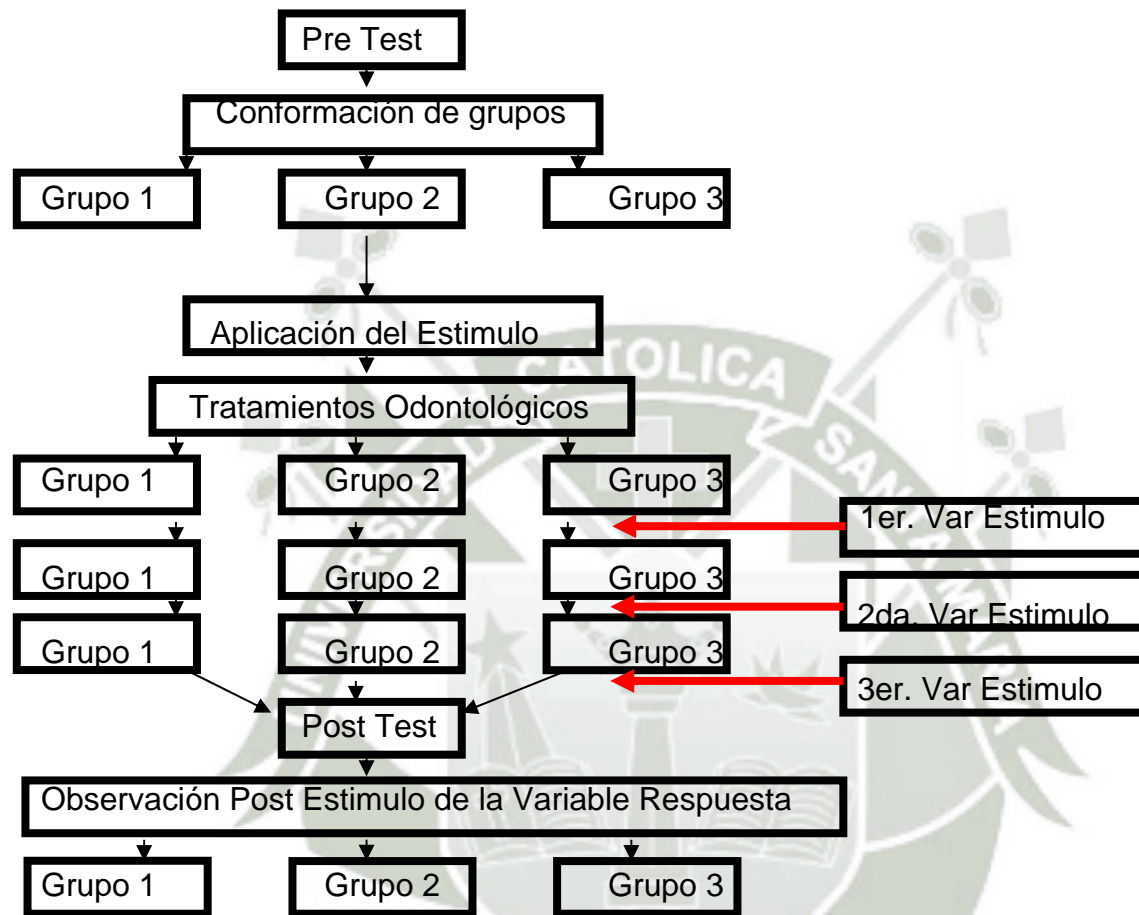 Pre Test
Conformación de grupos
Grupo 1
Grupo 2
Grupo 3
Aplicación del Estimulo
Tratamientos Odontológicos
Grupo 1
Grupo 2
Grupo 3
1er. Var Estimulo
Grupo 1
Grupo 2
Grupo 3
2da. Var Estimulo
Grupo 1
Grupo 2
Grupo 3
3er. Var Estimulo
Post Test
Observación Post Estimulo de la Variable Respuesta
Grupo 1
Grupo 2
Grupo 3
UNIVERSIDAD CATOLICA